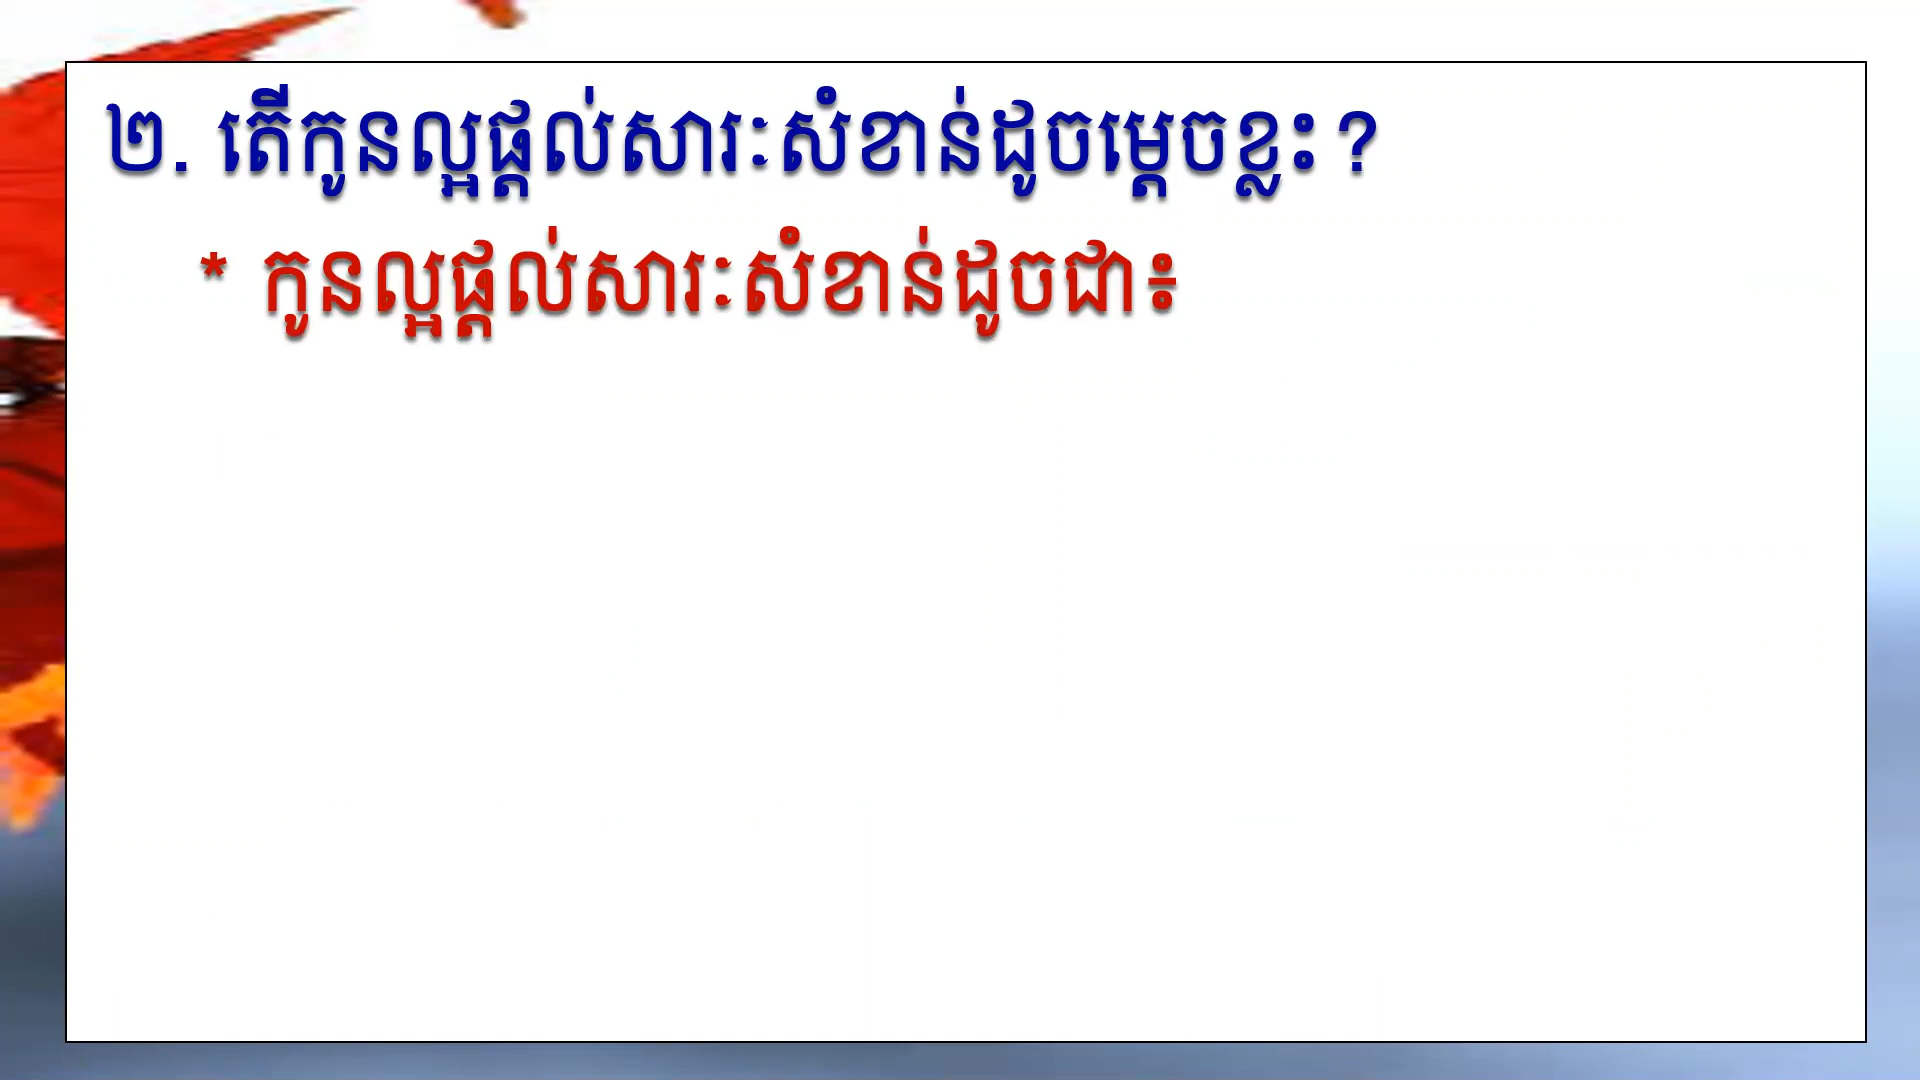 ២. តើកូនល្អផ្ដល់សារៈសំខាន់ដូចម្ដេចខ្លះ?
* កូនល្អផ្ដល់សារៈសំខាន់ដូចជា៖